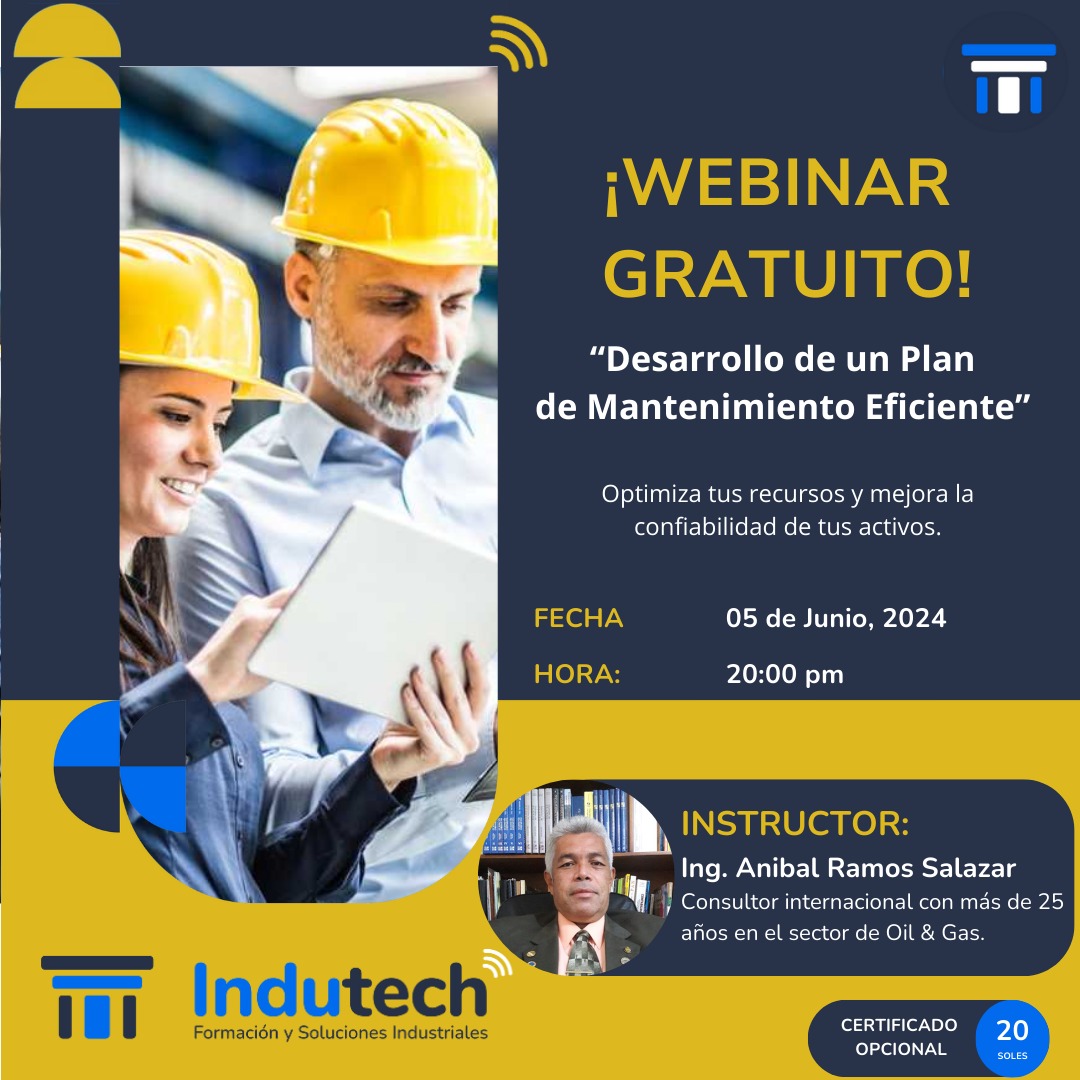 ¡WEBINAR
GRATUITO!
“Desarrollo de un Plan
de Mantenimiento Eficiente”
Optimiza tus recursos y mejora la
confiabilidad de tus activos.
FECHA 05 de Junio, 2024
HORA: 20:00 pm
INSTRUCTOR:
Ing. Anibal Ramos Salazar
Consultor internacional con más de 25
años en el sector de Oil & Gas.
Indutech
Formación y Soluciones Industriales
CERTIFICADO
OPCIONAL
20
SOLES